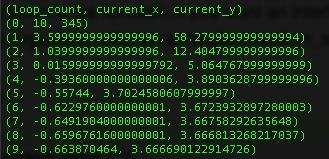 (loop_count, current_x, current_y)
(0, 10, 345)
(1, 3.5999999999999996, 58.279999999999994)
(2, 1.0399999999999996, 12.404799999999996)
(3, 0.015999999999999792, 5.064767999999999)
(4, -0.39360000000000006, 3.8903628799999996)
(5, -0.55744, 3.7024580607999997)
(6, -0.6229760000000001, 3.6723932897280003)
(7, -0.6491904000000001, 3.66758292635648)
(8, -0.6596761600000001, 3.666813268217037)
(9, -0.663870464, 3.666690122914726)